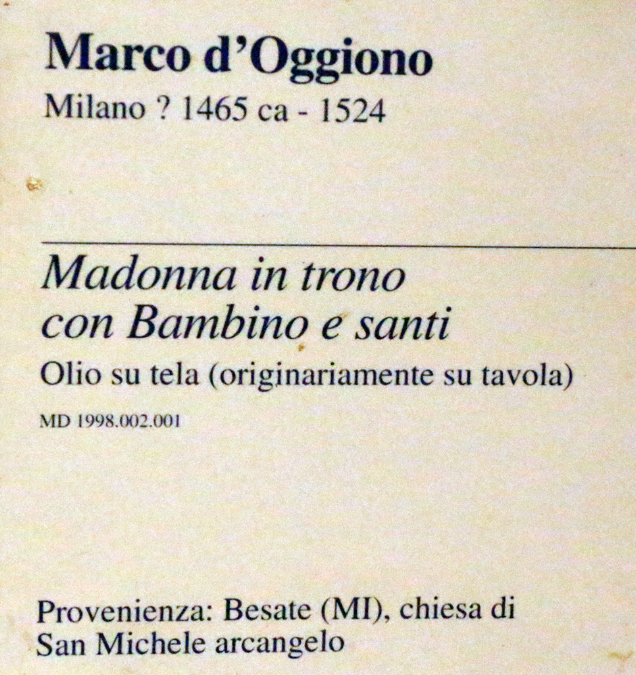 Marco d'Oggiono
Milano ? 1465 ca - 1524
Madonna in trono
con Bambino e santi
Olio su tela (originariamente su tavola)
MD 1998.002.001
Provenienza: Besate (MI), chiesa di
San Michele arcangelo